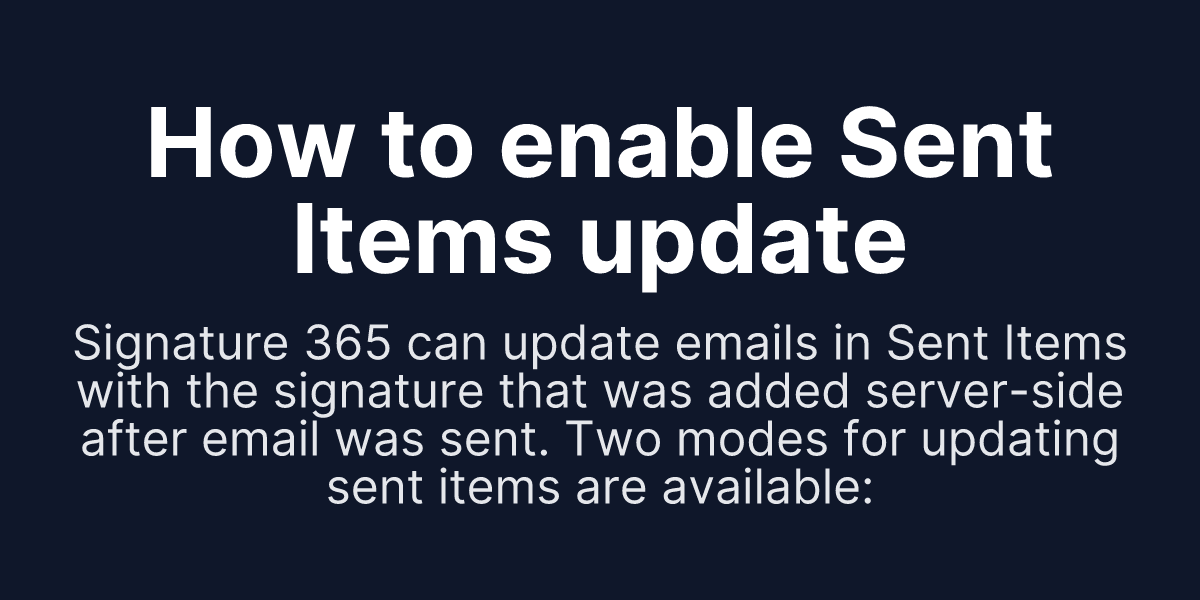 How to enable Sent
Items update
Signature 365 can update emails in Sent Items
with the signature that was added server-side
after email was sent. Two modes for updating
sent items are available: